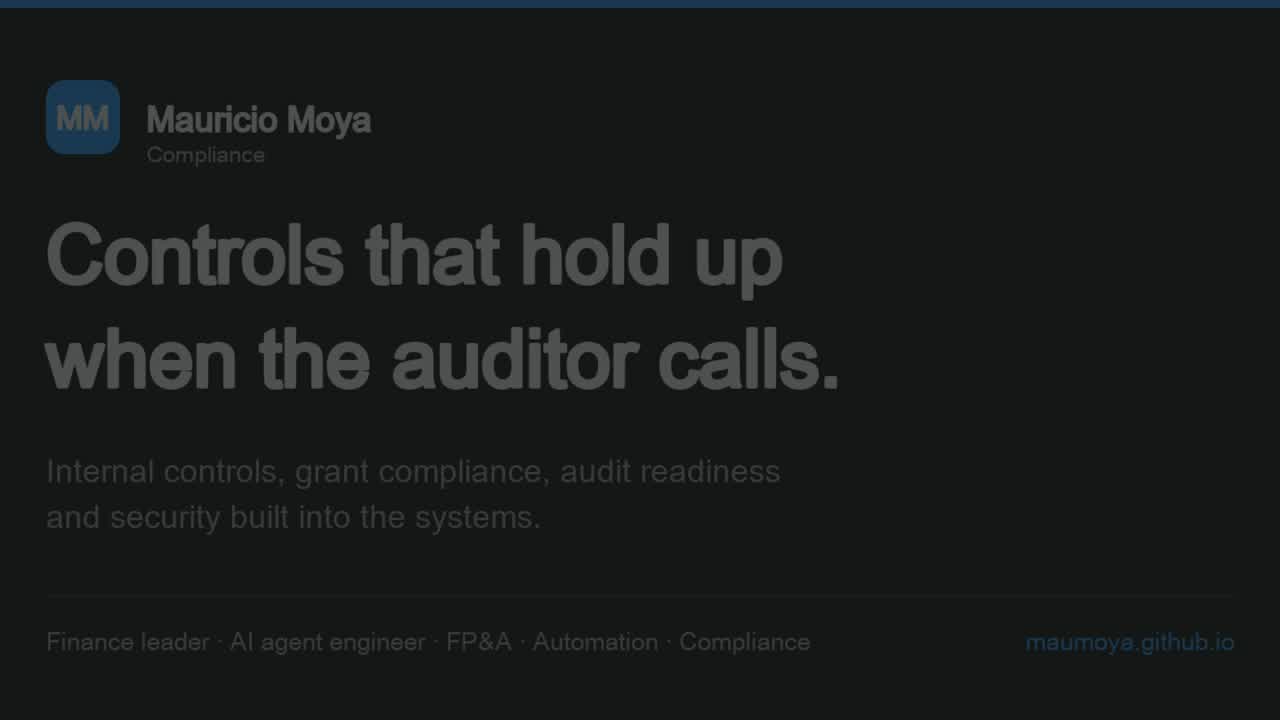 MM
Mauricio Moya
Compliance
Controls that hold up
when the auditor calls.
Internal controls, grant compliance, audit readiness
and security built into the systems.
Finance leader · AI agent engineer · FP&A · Automation · Compliance
maumoya.github.io